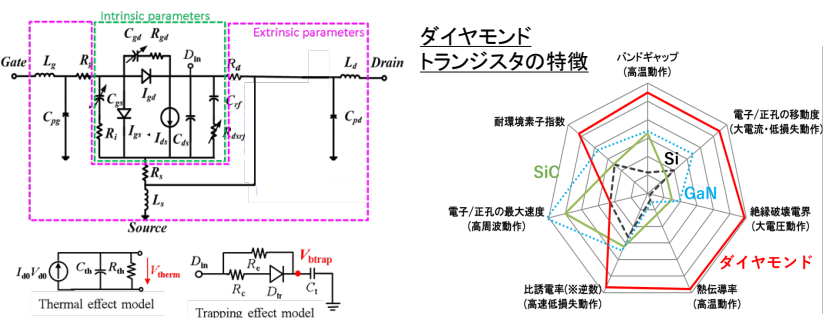 Intrinsic parameters
Extrinsic parameters
Gate
Lg
Rg
Cgd
Rgd
Din
Rd
Ld
Drain
Cpg
Cgs
Igd
Crf
Ri
Igs
Ids
Cds
Rdsrf
Cpd
Rs
Ls
Source
Id0Vd0
Cth
Rth
Vtherm
Thermal effect model
Din
Re
Rc
Dtr
Vbtrap
Ct
Trapping effect model
ダイヤモンド
トランジスタの特徴
バンドギャップ
(高温動作)
電子/正孔の移動度
(大電流・低損失動作)
絶縁破壊電界
(大電圧動作)
熱伝導率
(高温動作)
比誘電率(※逆数)
(高速低損失動作)
電子/正孔の最大速度
(高周波動作)
耐環境素子指数
SiC
Si
GaN
ダイヤモンド